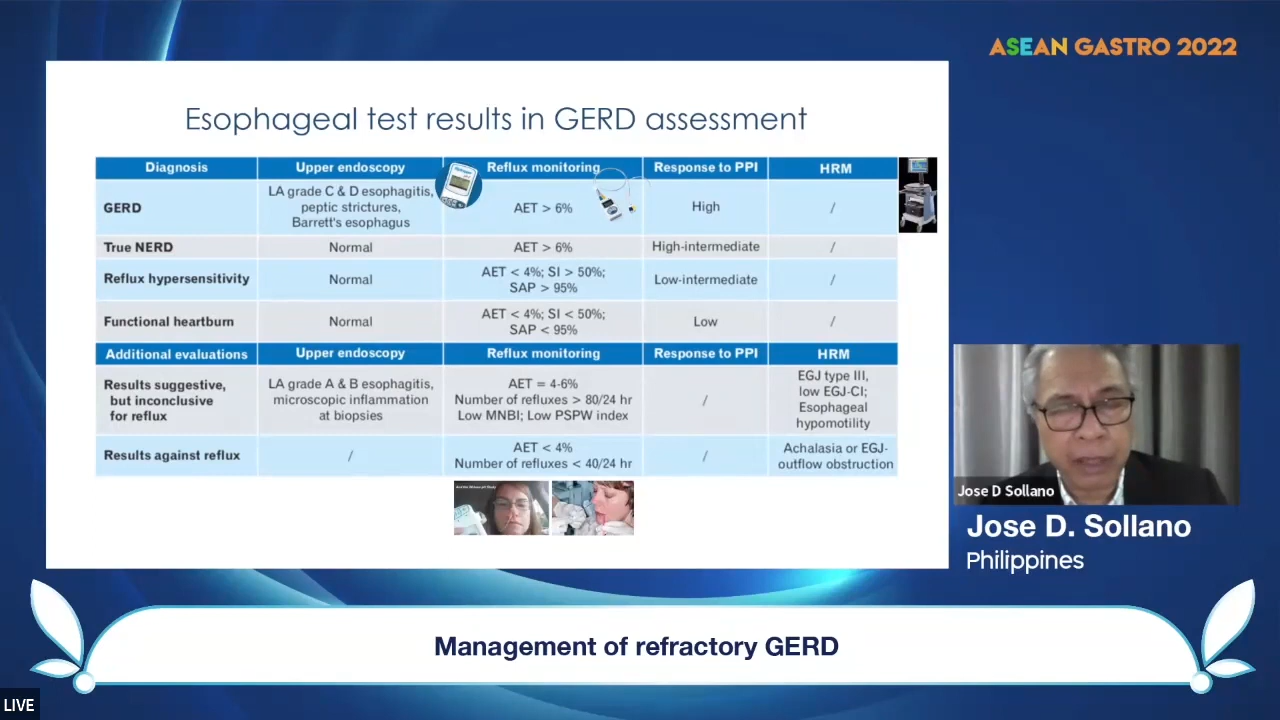 ASEAN GASTRO 2022
Esophageal test results in GERD assessment
Diagnosis Upper endoscopy Reflux monitoring Response to PPI HRM
GERD
LA grade C & D esophagitis,
peptic strictures,
Barrett's esophagus
AET > 6%
High
/
True NERD Normal AET > 6% High-intermediate /
Reflux hypersensitivity Normal
AET < 4%; SI > 50%;
SAP > 95%
Low-intermediate /
Functional heartburn Normal
AET < 4%; SI < 50%;
SAP < 95%
Low /
Additional evaluations Upper endoscopy Reflux monitoring Response to PPI HRM
Results suggestive,
but inconclusive
for reflux
LA grade A & B esophagitis,
microscopic inflammation
at biopsies
AET = 4-6%
Number of refluxes > 80/24 hr
Low MNBI; Low PSPW index
/
EGJ type III,
low EGJ-CI;
Esophageal
hypomotility
Results against reflux /
AET < 4%
Number of refluxes < 40/24 hr
/
Achalasia or EGJ-
outflow obstruction
Jose D Sollano
Jose D. Sollano
Philippines
Management of refractory GERD
LIVE